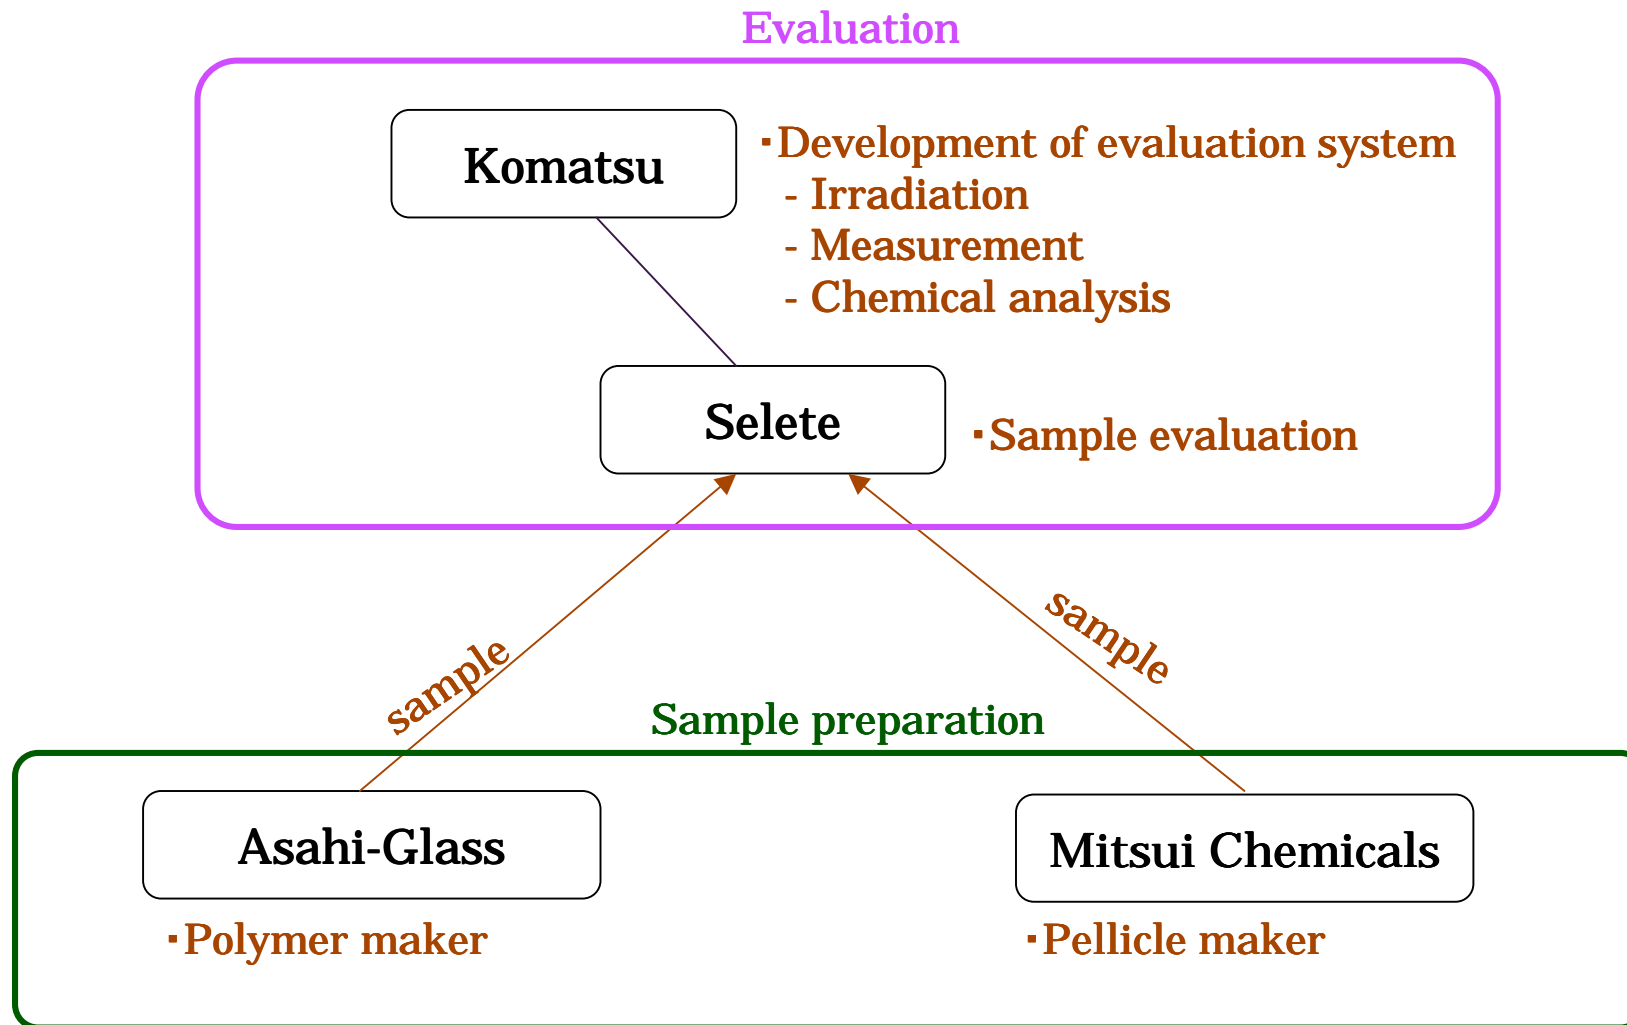 Evaluation
Komatsu
▪Development of evaluation system
- Irradiation
- Measurement
- Chemical analysis
Selete
▪Sample evaluation
sample
sample
Sample preparation
Asahi-Glass
Mitsui Chemicals
▪Polymer maker
▪Pellicle maker